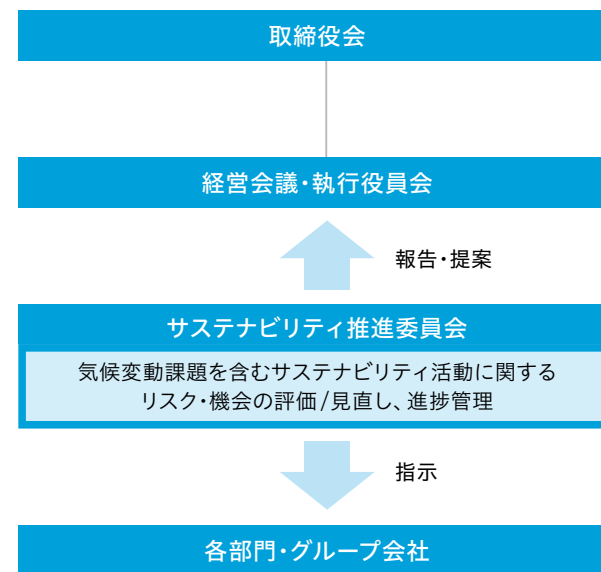 取締役会
経営会議・執行役員会
報告・提案
サステナビリティ推進委員会
気候変動課題を含むサステナビリティ活動に関する
リスク・機会の評価/見直し、進捗管理
指示
各部門・グループ会社